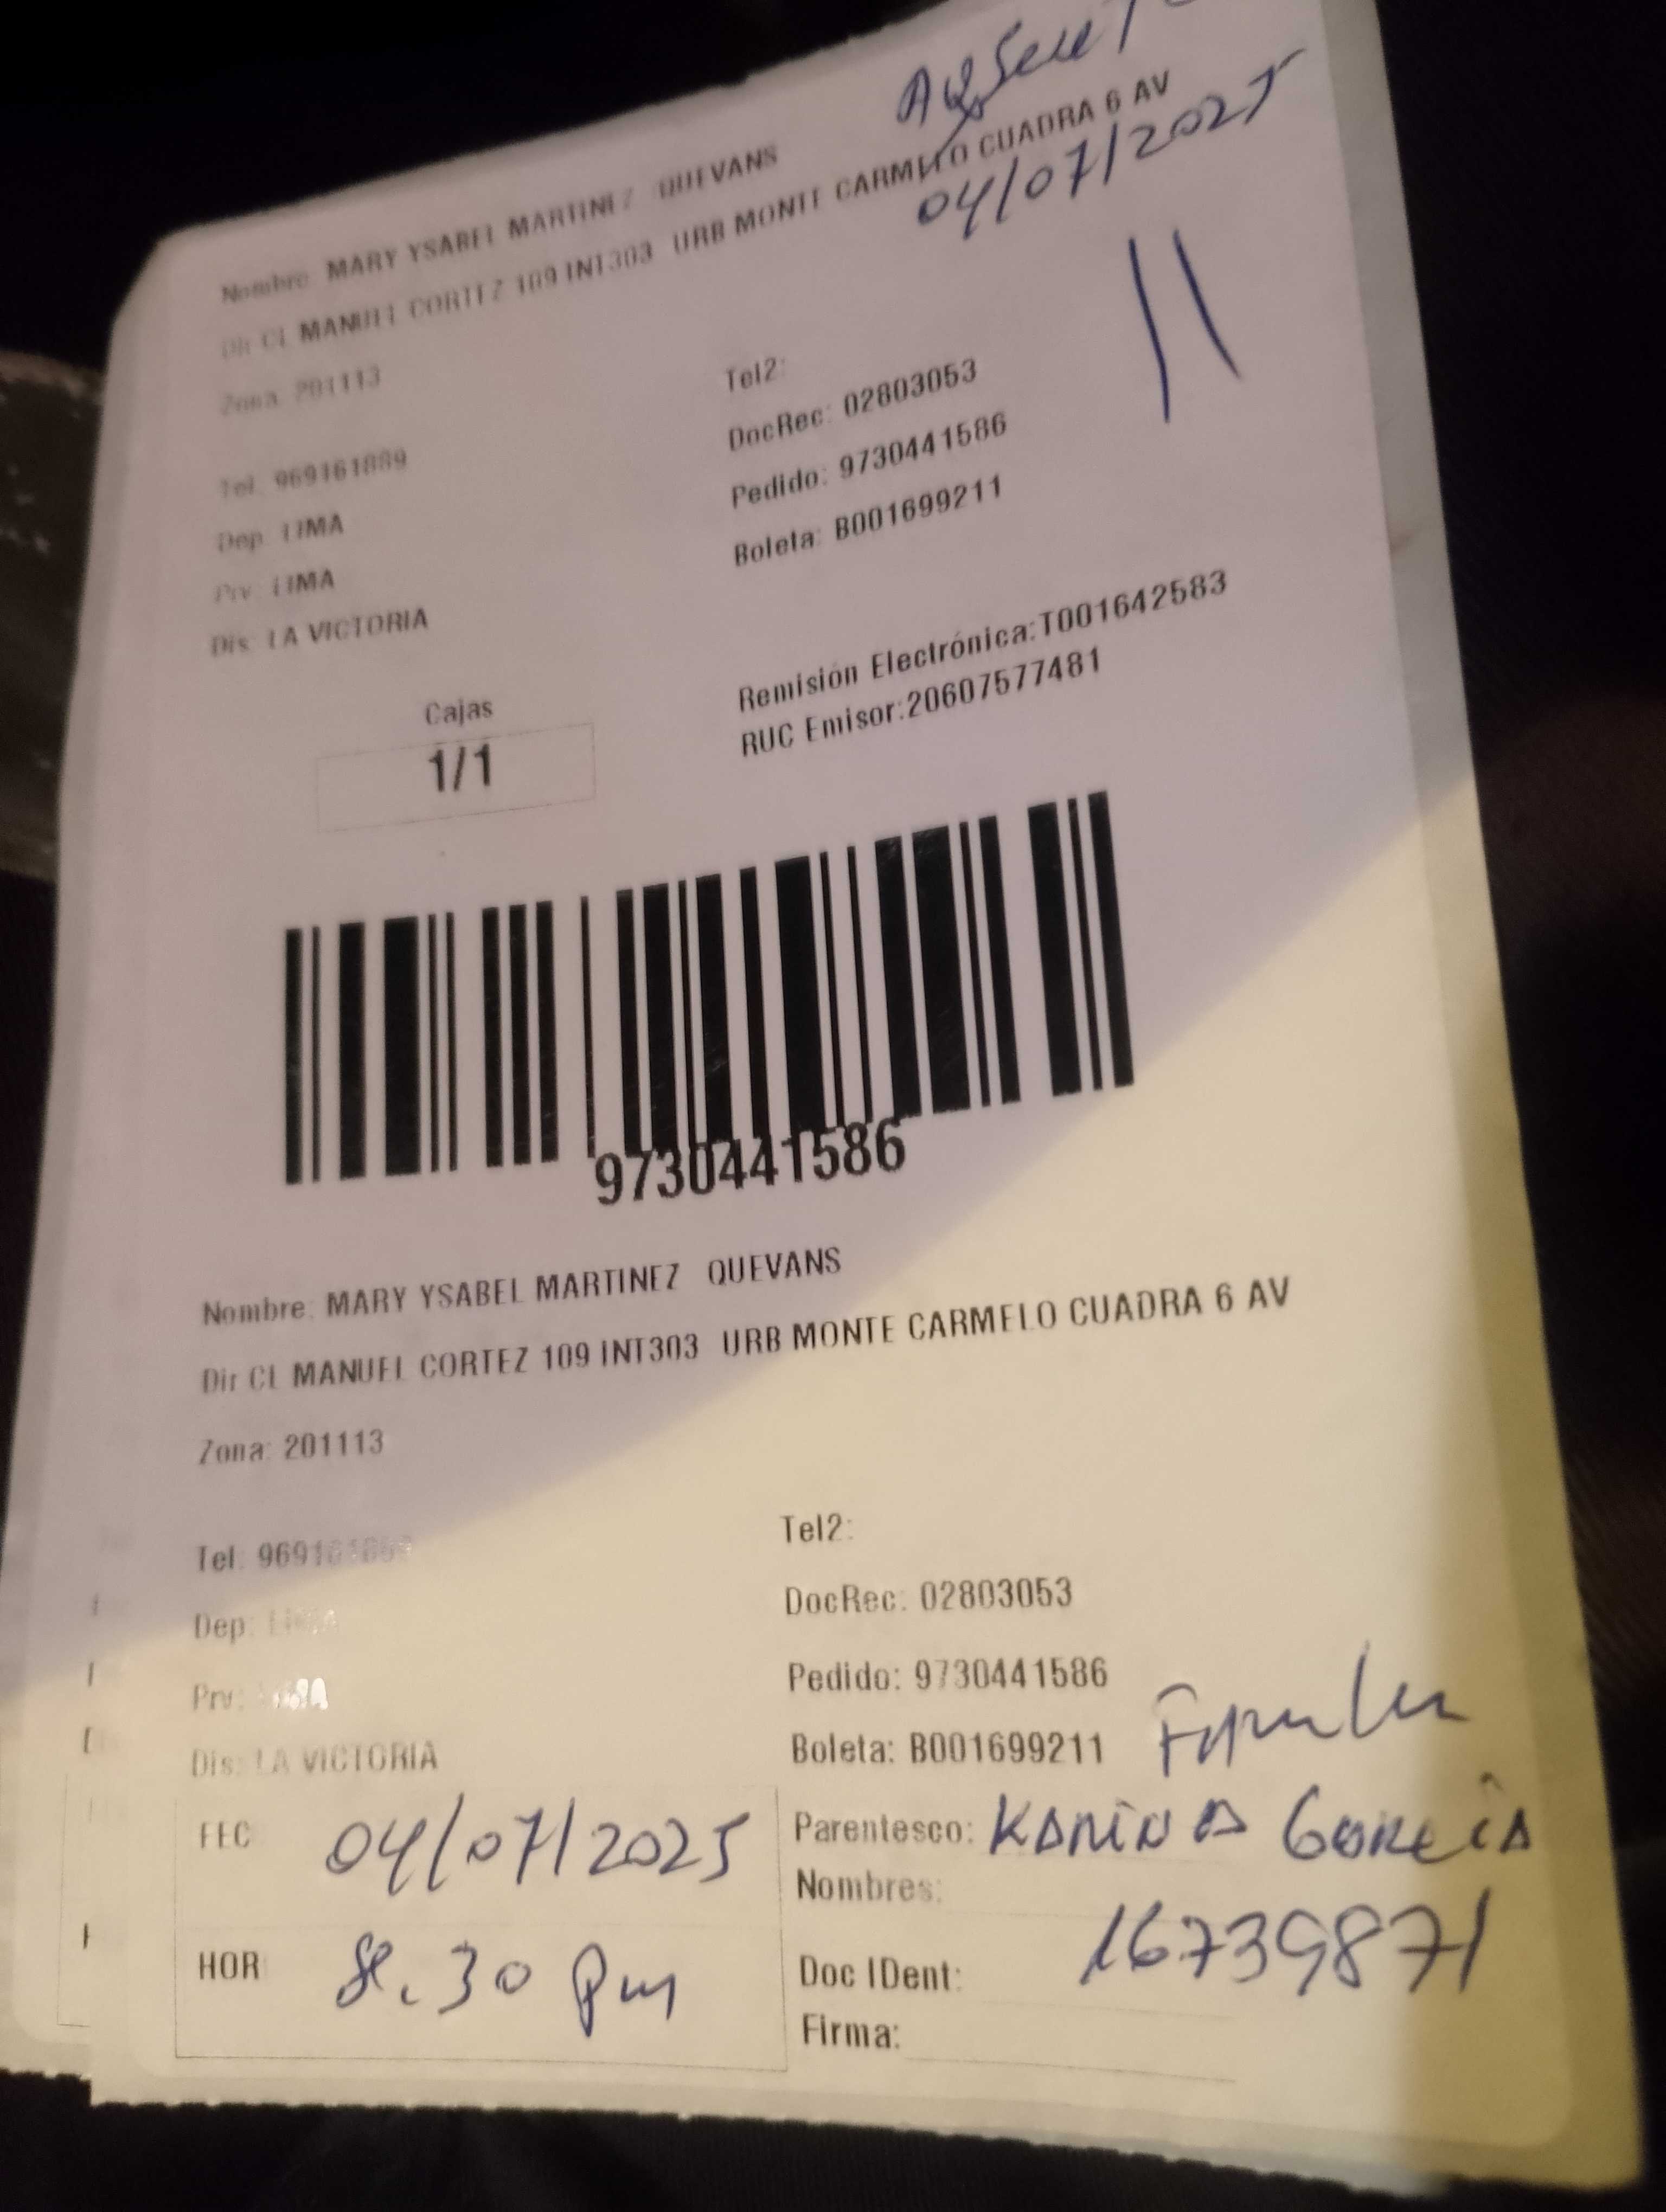 Ausente
04/07/2025
Nombre: MARY YSABEL MARTINEZ QUEVANS
Dir CL MANUEL CORTEZ 109 INT303 URB MONTE CARMELO CUADRA 6 AV
Zona: 201113
Tel: 969161889
Tel2:
DocRec: 02803053
Dep: LIMA
Pedido: 9730441586
Prv: LIMA
Boleta: B001699211
Dis: LA VICTORIA
Remisión Electrónica:T001642583
RUC Emisor:20607577481
Cajas
1/1
9730441586
Nombre: MARY YSABEL MARTINEZ QUEVANS
Dir CL MANUEL CORTEZ 109 INT303 URB MONTE CARMELO CUADRA 6 AV
Zona: 201113
Tel: 969161889
Tel2:
DocRec: 02803053
Dep: LIMA
Pedido: 9730441586
Prv: LIMA
Boleta: B001699211
Dis: LA VICTORIA
FEC 04/07/2025
Parentesco: KARINA GARCIA
Nombres:
HOR 8.30 pm
Doc IDent: 16739871
Firma: